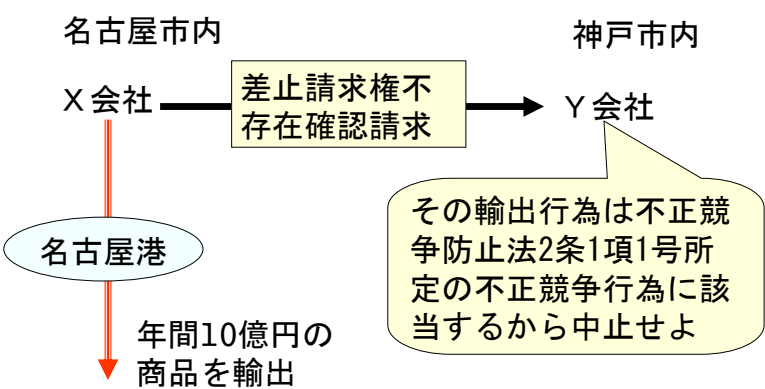 名古屋市内
神戸市内
X会社
差止請求権不
存在確認請求
Y会社
その輸出行為は不正競
争防止法2条1項1号所
定の不正競争行為に該
当するから中止せよ
名古屋港
年間10億円の
商品を輸出